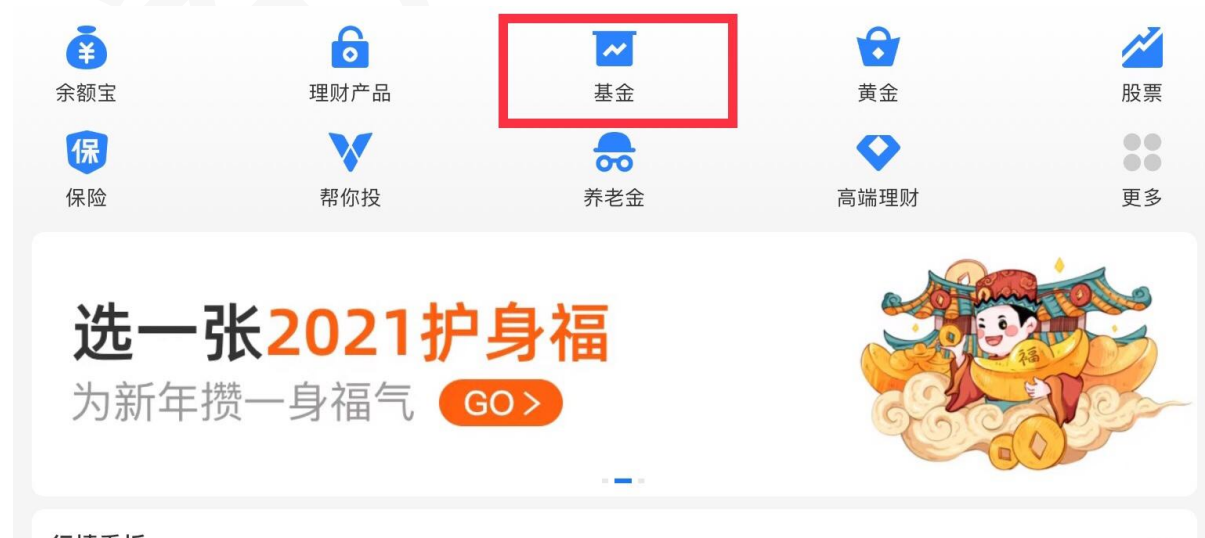 余额宝 理财产品 基金 黄金 股票
保
保险 帮你投 养老金 高端理财 更多
选一张2021护身福
福
为新年攒一身福气 GO >